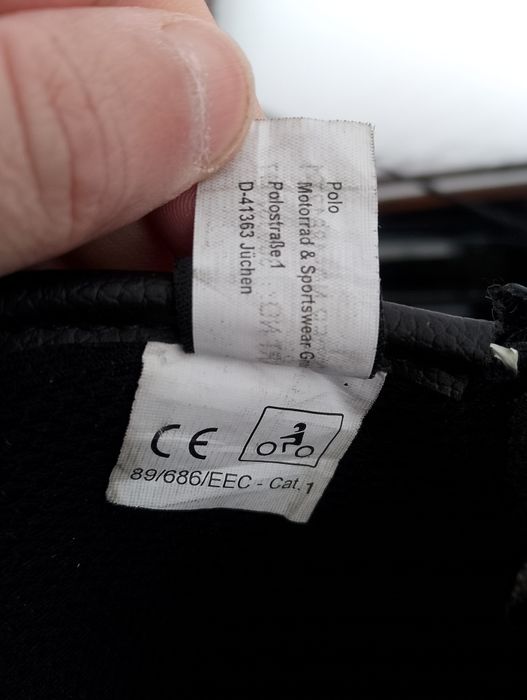 Polo
Motorrad & Sportswear G
Polostraße 1
D-41363 Jüchen
CE
89/686/EEC - Cat. 1